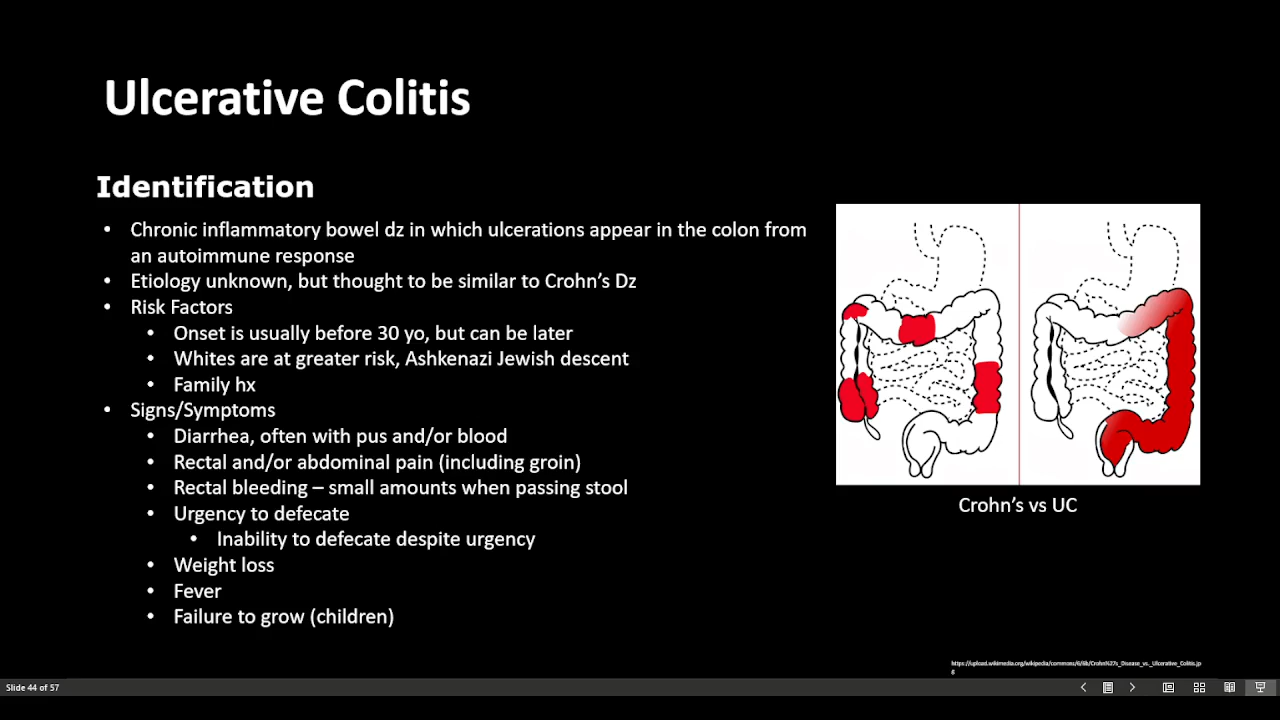 Ulcerative Colitis
Identification
• Chronic inflammatory bowel dz in which ulcerations appear in the colon from
an autoimmune response
• Etiology unknown, but thought to be similar to Crohn's Dz
• Risk Factors
• Onset is usually before 30 yo, but can be later
• Whites are at greater risk, Ashkenazi Jewish descent
• Family hx
• Signs/Symptoms
• Diarrhea, often with pus and/or blood
• Rectal and/or abdominal pain (including groin)
• Rectal bleeding – small amounts when passing stool
• Urgency to defecate
• Inability to defecate despite urgency
• Weight loss
• Fever
• Failure to grow (children)
Crohn's vs UC
https://upload.wikimedia.org/wikipedia/commons/6/6b/Crohn%27s_Disease_vs._Ulcerative_Colitis.jp
g
Slide 44 of 57